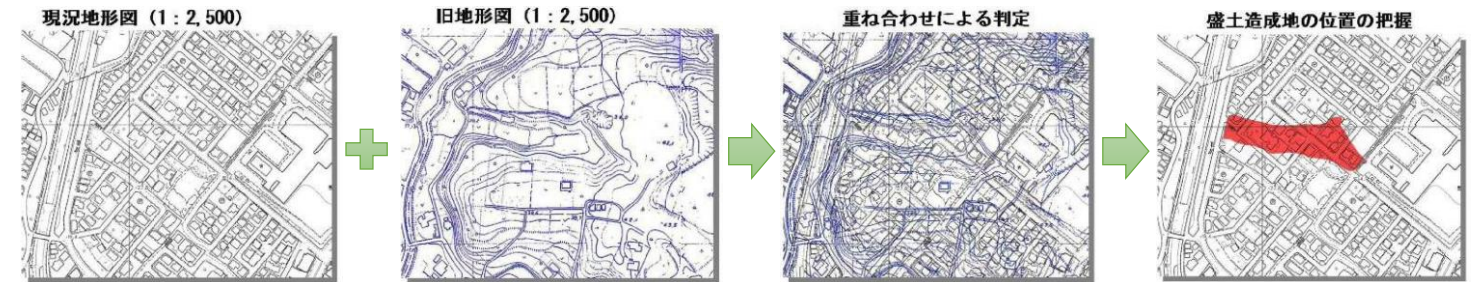 現況地形図（1：2,500）
旧地形図（1：2,500）
重ね合わせによる判定
盛土造成地の位置の把握